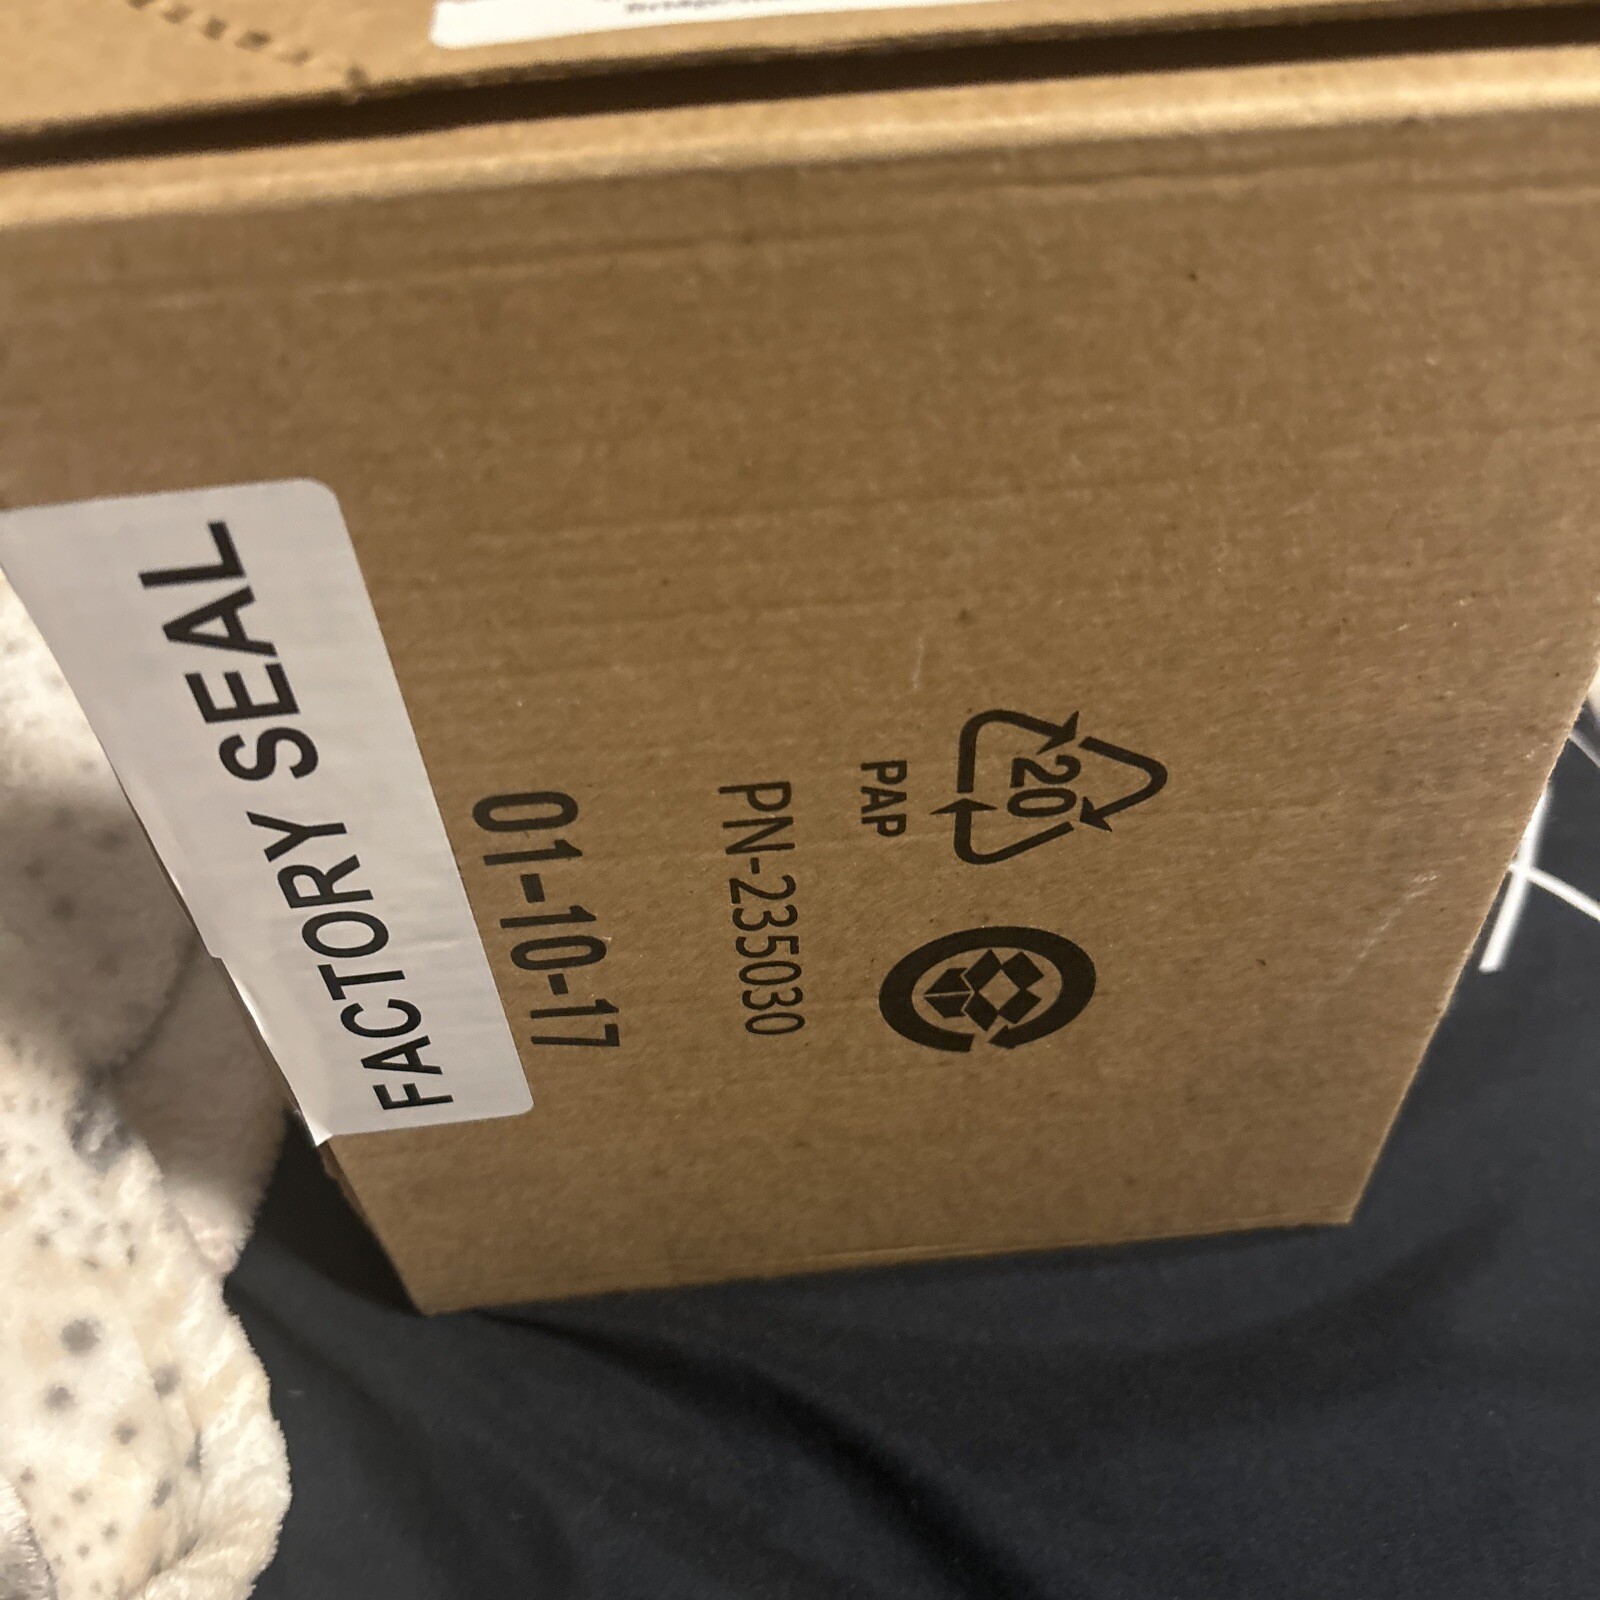 FACTORY SEAL
01-10-17
PN-235030
PAP
20